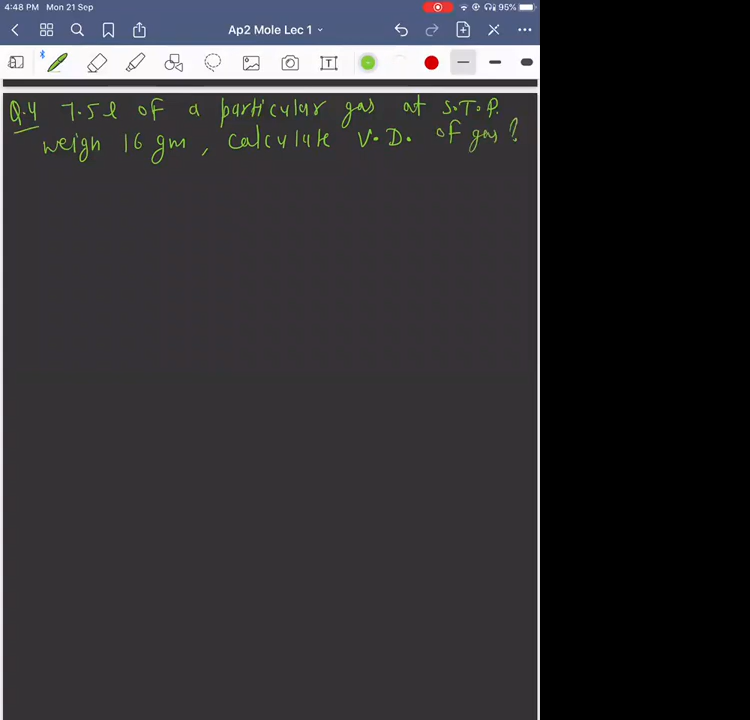 4:48 PM Mon 21 Sep
95%
Ap2 Mole Lec 1
T
Q.4 7.5 l of a particular gas at S.T.P.
weigh 16 gm, calculate V.D. of gas?